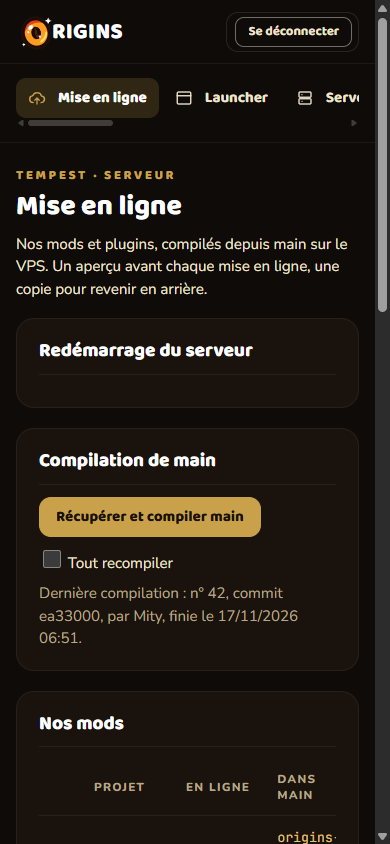 RIGINS
Se déconnecter
Mise en ligne
Launcher
Serve
TEMPEST · SERVEUR
Mise en ligne
Nos mods et plugins, compilés depuis main sur le
VPS. Un aperçu avant chaque mise en ligne, une
copie pour revenir en arrière.
Redémarrage du serveur
Compilation de main
Récupérer et compiler main
Tout recompiler
Dernière compilation : n° 42, commit
ea33000, par Mity, finie le 17/11/2026
06:51.
Nos mods
PROJET
EN LIGNE
DANS
MAIN
origins-